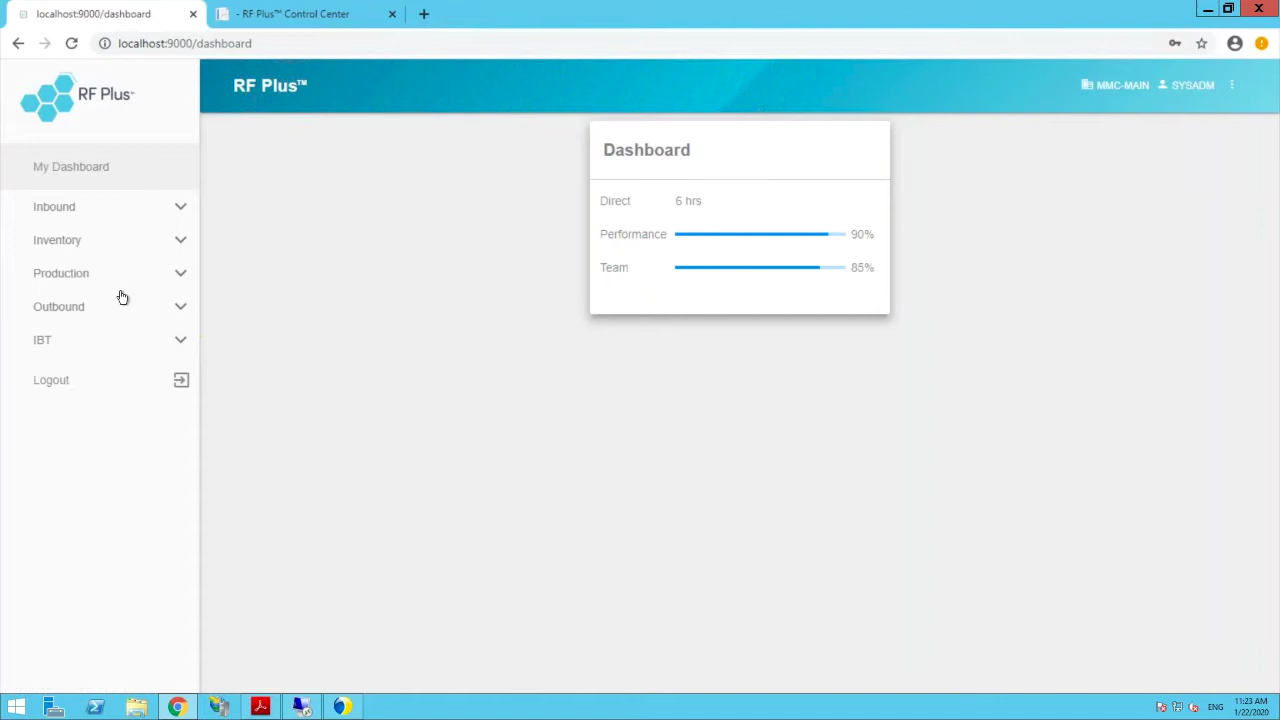 localhost:9000/dashboard
- RF Plus™ Control Center
localhost:9000/dashboard
RF Plus™
RF Plus™
MMC-MAIN
SYSADM
My Dashboard
Inbound
Inventory
Production
Outbound
IBT
Logout
Dashboard
Direct 6 hrs
Performance 90%
Team 85%
ENG
11:23 AM
1/22/2020